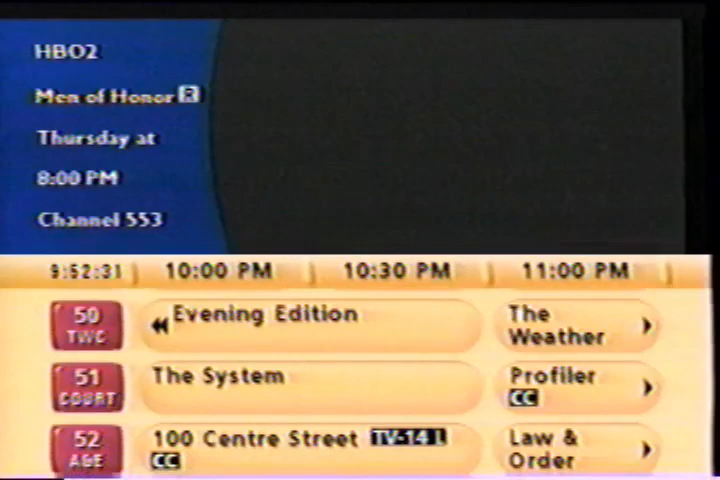 HBO2
Men of Honor R
Thursday at
8:00 PM
Channel 553
9:52:31 10:00 PM 10:30 PM 11:00 PM
50
TWC
Evening Edition
The
Weather
51
COURT
The System
Profiler
CC
52
A&E
100 Centre Street TV-14 L
CC
Law &
Order